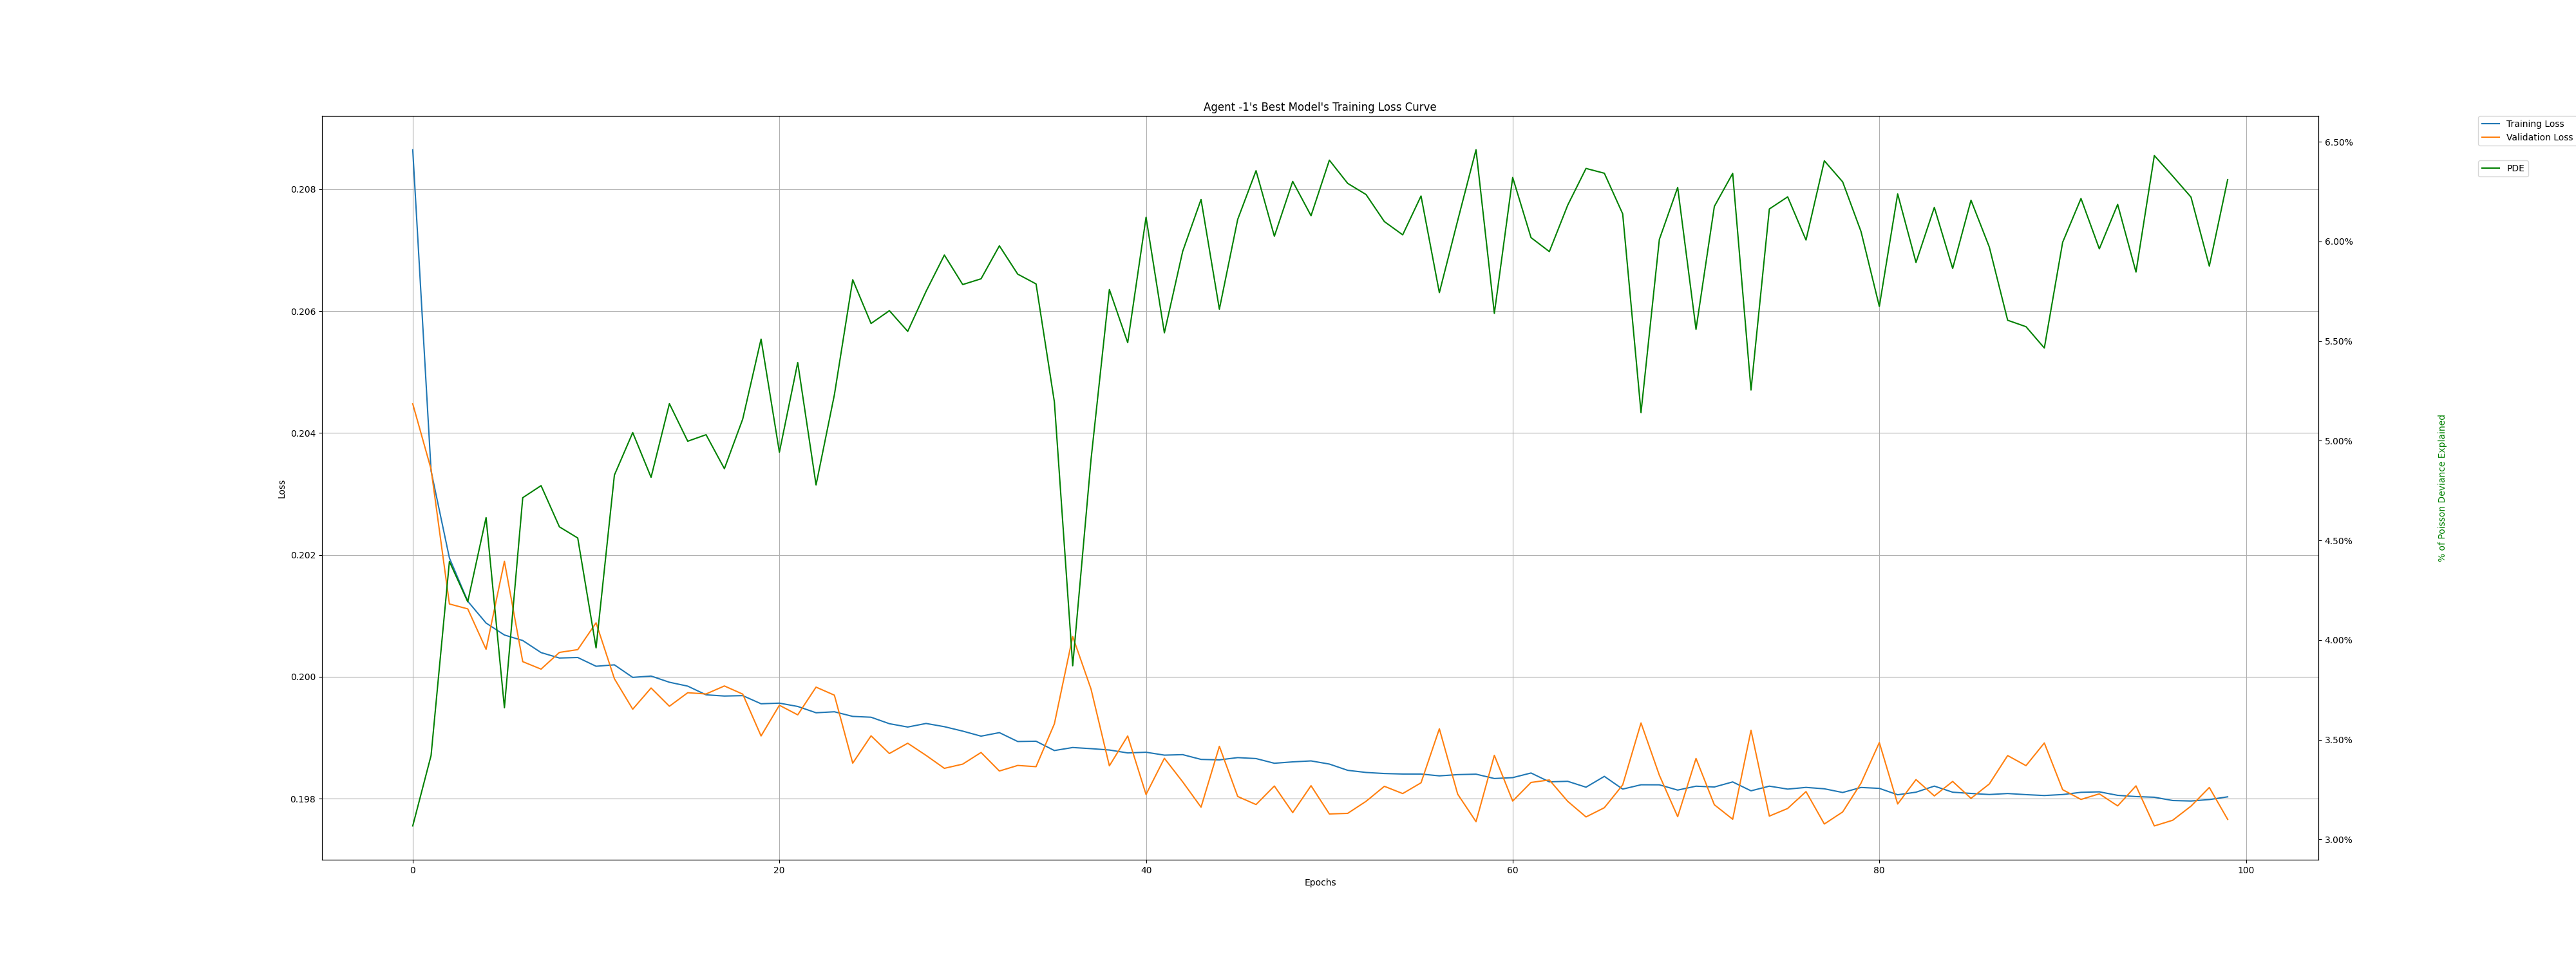 Agent -1's Best Model's Training Loss Curve
Training Loss
Validation Loss
PDE
0.208
0.206
0.204
0.202
0.200
0.198
Loss
6.50%
6.00%
5.50%
5.00%
4.50%
4.00%
3.50%
3.00%
% of Poisson Deviance Explained
0 20 40 60 80 100
Epochs